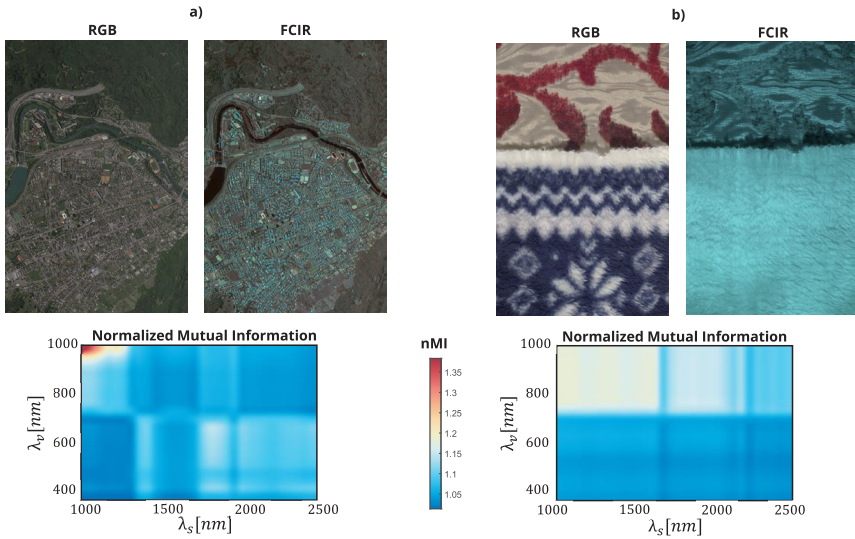 a)
RGB FCIR
b)
RGB FCIR
Normalized Mutual Information
1000
800
600
400
λv[nm]
1000 1500 2000 2500
λs[nm]
nMI
1.35
1.3
1.25
1.2
1.15
1.1
1.05
Normalized Mutual Information
1000
800
600
400
λv[nm]
1000 1500 2000 2500
λs[nm]